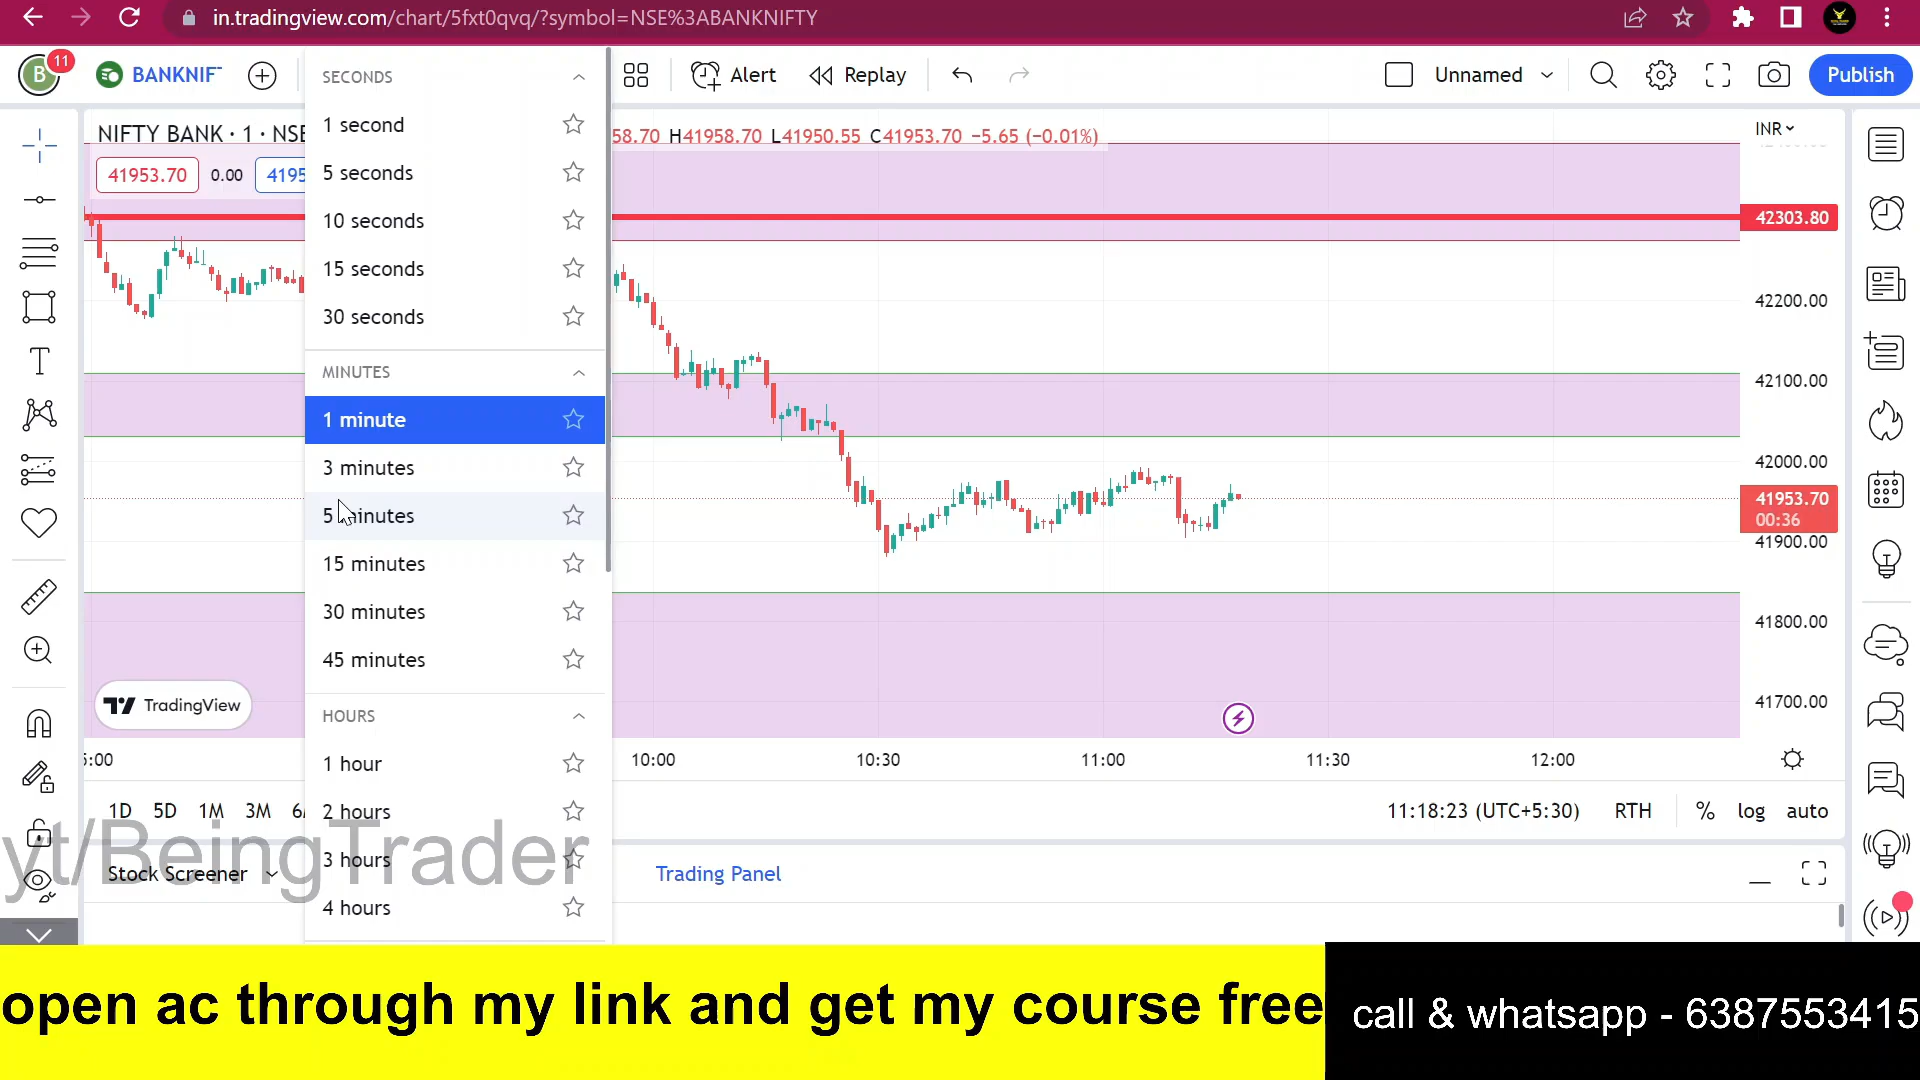 in.tradingview.com/chart/5fxt0qvq/?symbol=NSE%3ABANKNIFTY
B 11 BANKNIF Alert Replay Unnamed Publish
NIFTY BANK · 1 · NSE 58.70 H41958.70 L41950.55 C41953.70 −5.65 (−0.01%)
41953.70 0.00 4195
SECONDS
1 second
5 seconds
10 seconds
15 seconds
30 seconds
MINUTES
1 minute
3 minutes
5 minutes
15 minutes
30 minutes
45 minutes
HOURS
1 hour
2 hours
3 hours
4 hours
INR
42303.80
42200.00
42100.00
42000.00
41953.70
00:36
41900.00
41800.00
41700.00
TradingView
5:00 10:00 10:30 11:00 11:30 12:00
1D 5D 1M 3M 6 11:18:23 (UTC+5:30) RTH % log auto
yt/BeingTrader
Stock Screener Trading Panel
open ac through my link and get my course free
call & whatsapp - 6387553415